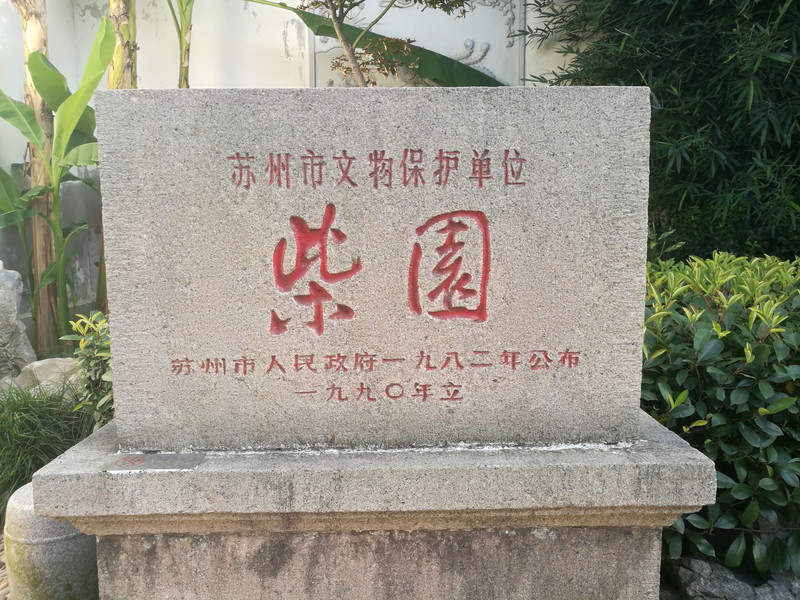 苏州市文物保护单位
柴園
苏州市人民政府一九八二年公布
一九九〇年立